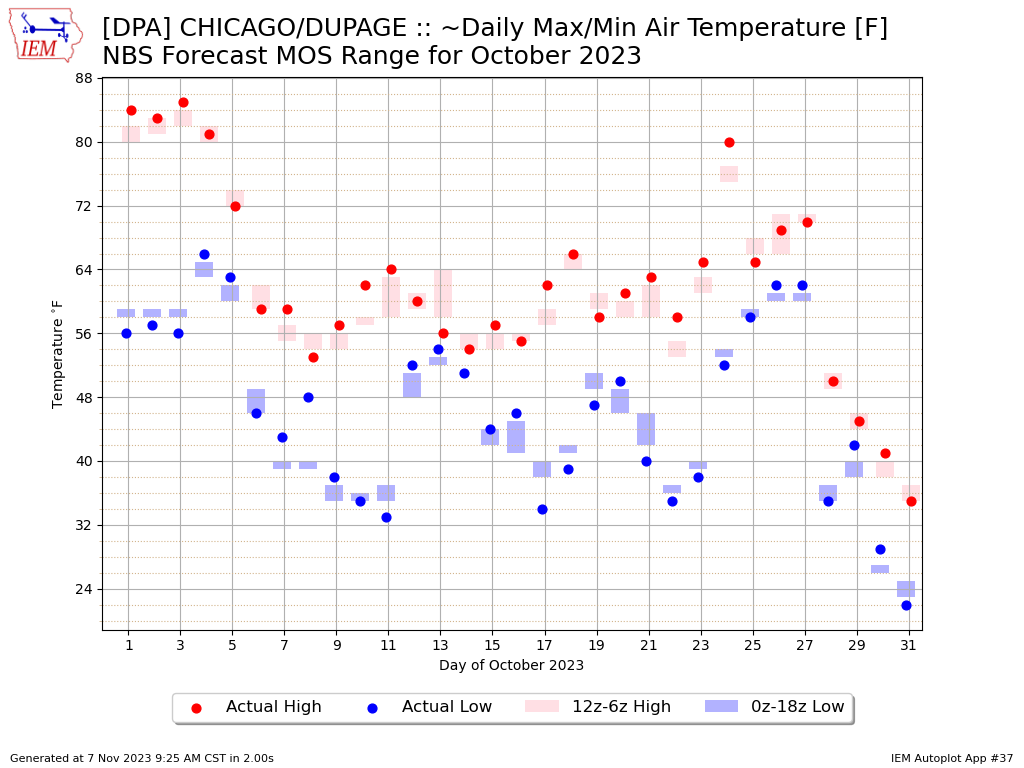 IEM
[DPA] CHICAGO/DUPAGE :: ~Daily Max/Min Air Temperature [F]
NBS Forecast MOS Range for October 2023
88
80
72
64
56
48
40
32
24
Temperature °F
1 3 5 7 9 11 13 15 17 19 21 23 25 27 29 31
Day of October 2023
Actual High Actual Low 12z-6z High 0z-18z Low
Generated at 7 Nov 2023 9:25 AM CST in 2.00s IEM Autoplot App #37